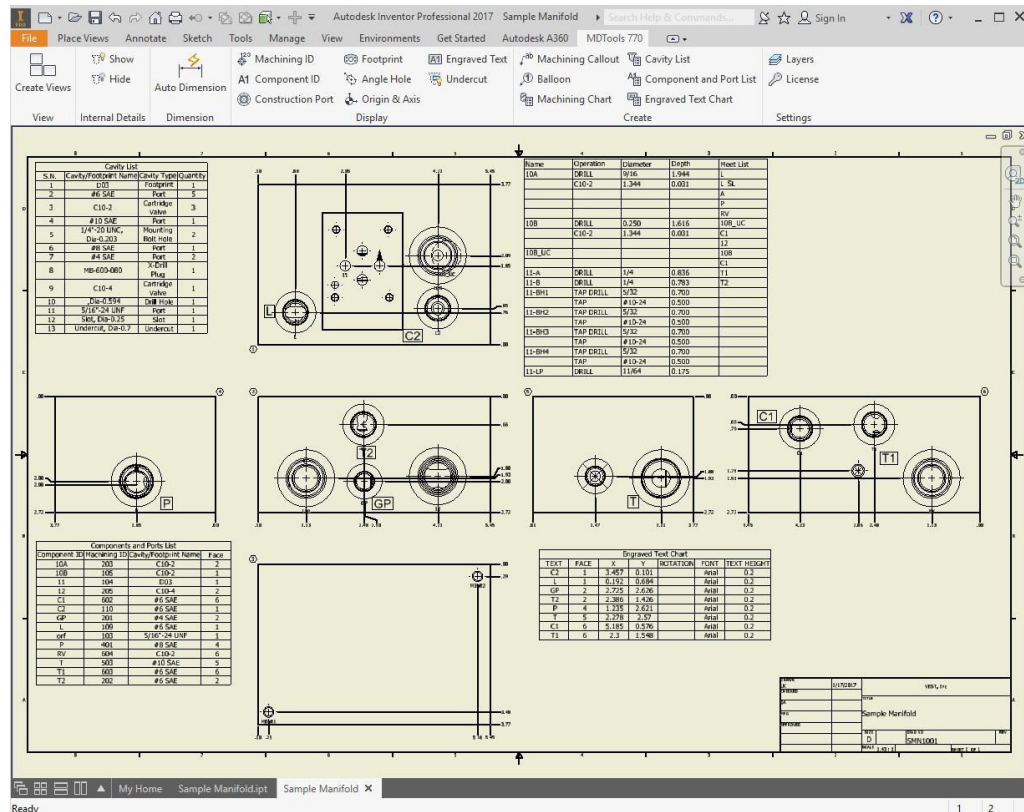 Autodesk Inventor Professional 2017 Sample Manifold
Search Help & Commands...
Sign In
File Place Views Annotate Sketch Tools Manage View Environments Get Started Autodesk A360 MDTools 770
Create Views
Show
Hide
Auto Dimension
Machining ID
Component ID
Construction Port
Footprint
Angle Hole
Origin & Axis
Engraved Text
Undercut
Machining Callout
Balloon
Machining Chart
Cavity List
Component and Port List
Engraved Text Chart
Layers
License
View Internal Details Dimension Display Create Settings
Cavity List
S.N. Cavity/Footprint Name Cavity Type Quantity
1 D03 Footprint 1
2 #6 SAE Port 5
3 C10-2 Cartridge Valve 3
4 #10 SAE Port 1
5 1/4"-20 UNC, Dia-0.203 Mounting Bolt Hole 2
6 #8 SAE Port 1
7 #4 SAE Port 2
8 MB-600-080 X-Drill Plug 1
9 C10-4 Cartridge Valve 1
10 ,Dia-0.594 Drill Hole 1
11 5/16"-24 UNF Port 1
12 Slot, Dia-0.25 Slot 1
13 Undercut, Dia-0.7 Undercut 1
L
C2
Name Operation Diameter Depth Meet List
10A DRILL 9/16 1.944 L
C10-2 1.344 0.031 L SL
A
P
RV
10B DRILL 0.250 1.616 10B_UC
C10-2 1.344 0.031 C1
12
10B_UC 10B
C1
11-A DRILL 1/4 0.836 T1
11-B DRILL 1/4 0.783 T2
11-BH1 TAP DRILL 5/32 0.700
TAP #10-24 0.500
11-BH2 TAP DRILL 5/32 0.700
TAP #10-24 0.500
11-BH3 TAP DRILL 5/32 0.700
TAP #10-24 0.500
11-BH4 TAP DRILL 5/32 0.700
TAP #10-24 0.500
11-LP DRILL 11/64 0.175
P
T2
GP
T
C1
T1
Components and Ports List
Component ID Machining ID Cavity/Footprint Name Face
10A 203 C10-2 2
10B 105 C10-2 1
11 104 D03 1
12 205 C10-4 2
C1 602 #6 SAE 6
C2 110 #6 SAE 1
GP 201 #4 SAE 2
L 109 #6 SAE 1
orf 103 5/16"-24 UNF 1
P 401 #8 SAE 4
RV 604 C10-2 6
T 503 #10 SAE 5
T1 603 #6 SAE 6
T2 202 #6 SAE 2
Engraved Text Chart
TEXT FACE X Y ROTATION FONT TEXT HEIGHT
C2 1 3.457 0.101 Arial 0.2
L 1 0.192 0.684 Arial 0.2
GP 2 2.725 2.626 Arial 0.2
T2 2 2.386 1.426 Arial 0.2
P 4 1.235 2.621 Arial 0.2
T 5 2.278 2.57 Arial 0.2
C1 6 5.185 0.576 Arial 0.2
T1 6 2.3 1.548 Arial 0.2
3/17/2017
VEST, Inc
Sample Manifold
D
SMN1001
SHEET 1 OF 1
My Home Sample Manifold.ipt Sample Manifold
Ready 1 2